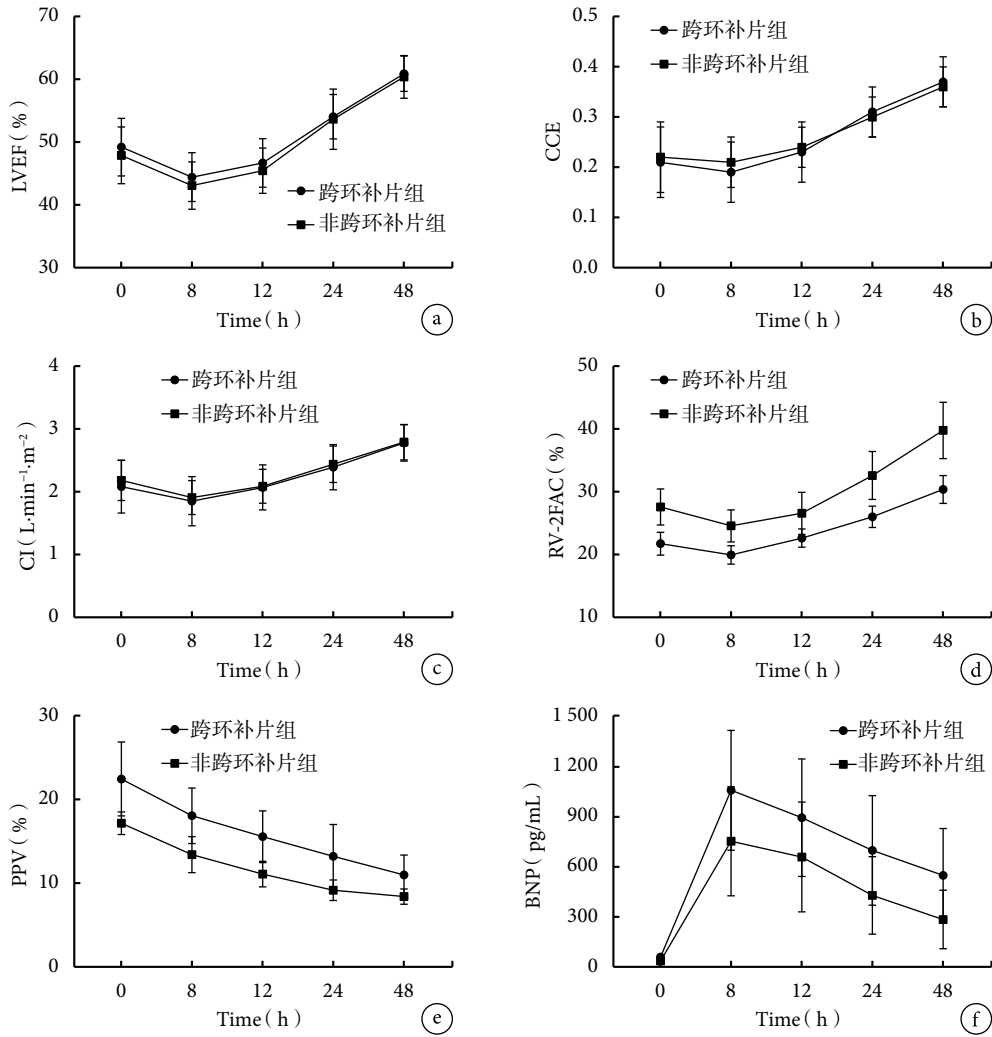 70
60
50
40
30
LVEF(%)
跨环补片组
非跨环补片组
0 8 12 24 48
Time(h)
a
0.5
0.4
0.3
0.2
0.1
0.0
CCE
跨环补片组
非跨环补片组
0 8 12 24 48
Time(h)
b
4
3
2
1
0
CI(L·min⁻¹·m⁻²)
跨环补片组
非跨环补片组
0 8 12 24 48
Time(h)
c
50
40
30
20
10
RV-2FAC(%)
跨环补片组
非跨环补片组
0 8 12 24 48
Time(h)
d
30
20
10
0
PPV(%)
跨环补片组
非跨环补片组
0 8 12 24 48
Time(h)
e
1 500
1 200
900
600
300
0
BNP(pg/mL)
跨环补片组
非跨环补片组
0 8 12 24 48
Time(h)
f